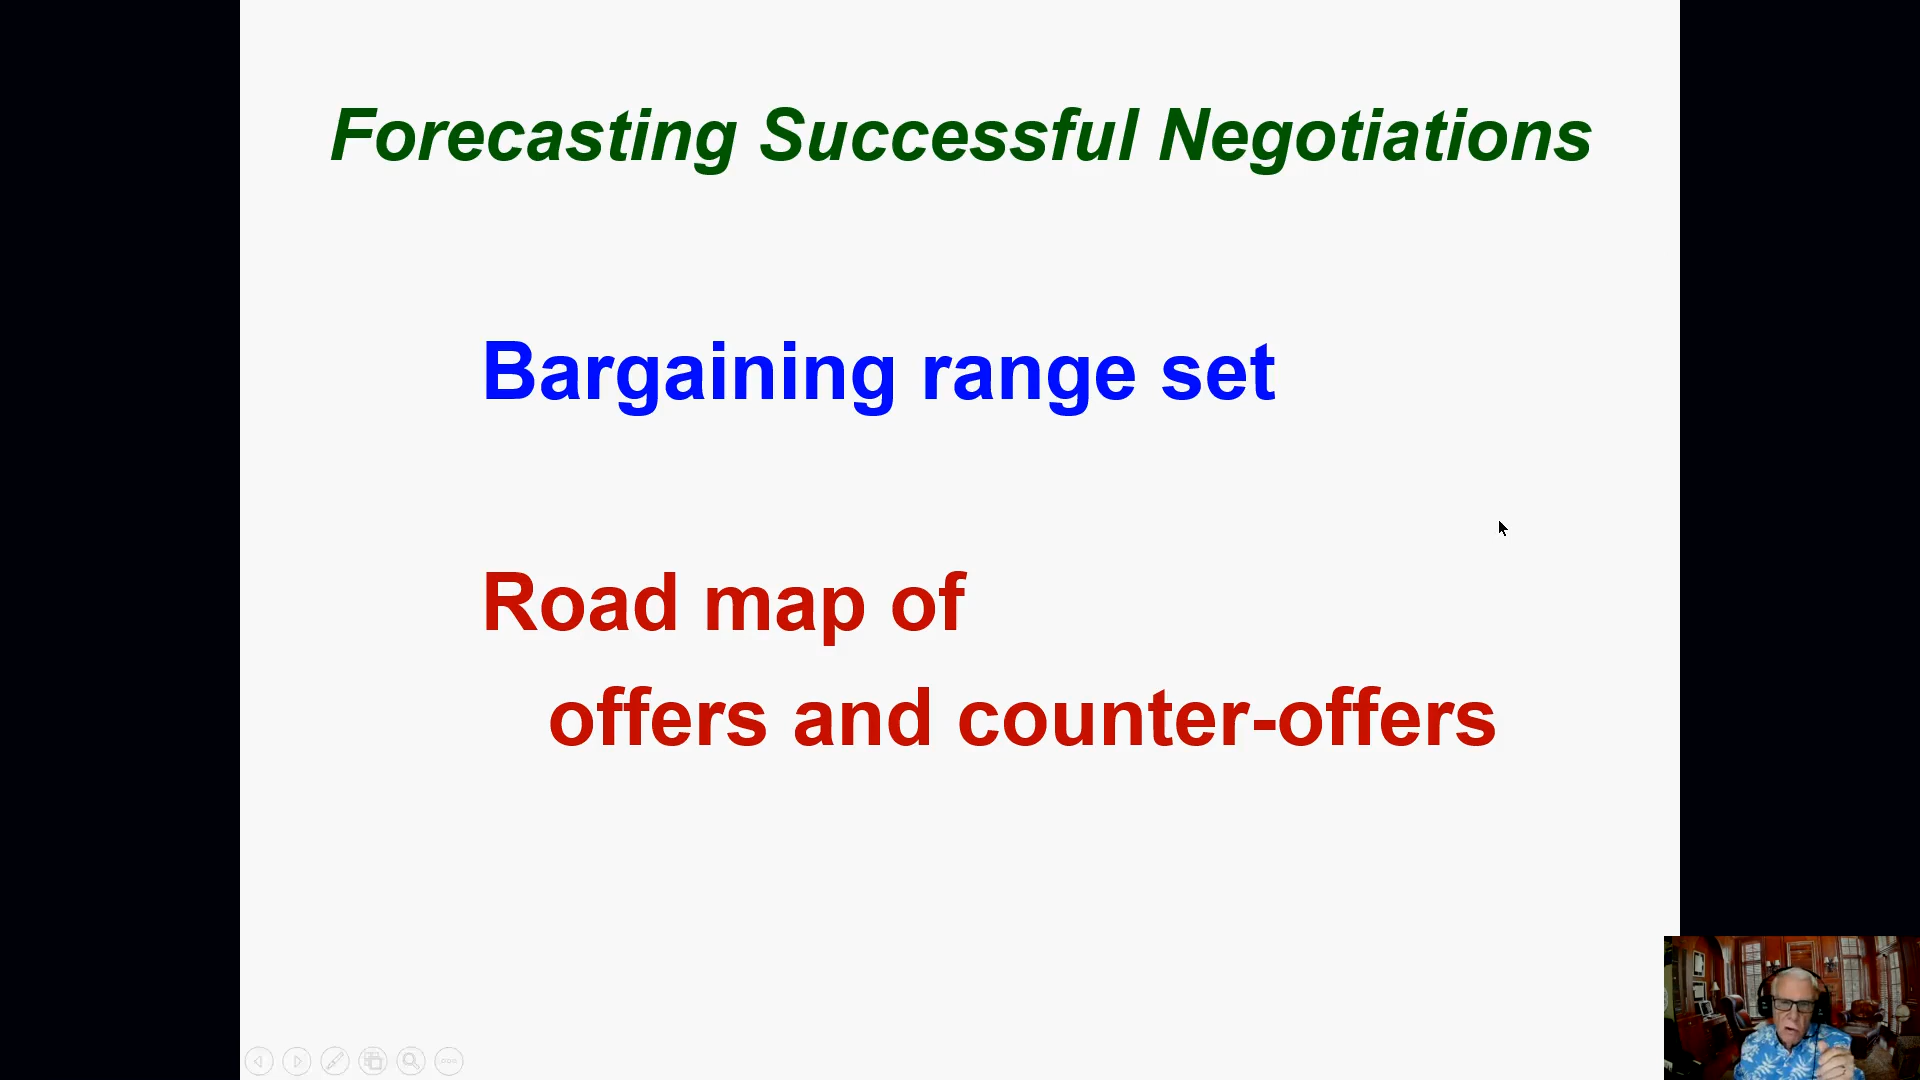 Forecasting Successful Negotiations
Bargaining range set
Road map of
offers and counter-offers